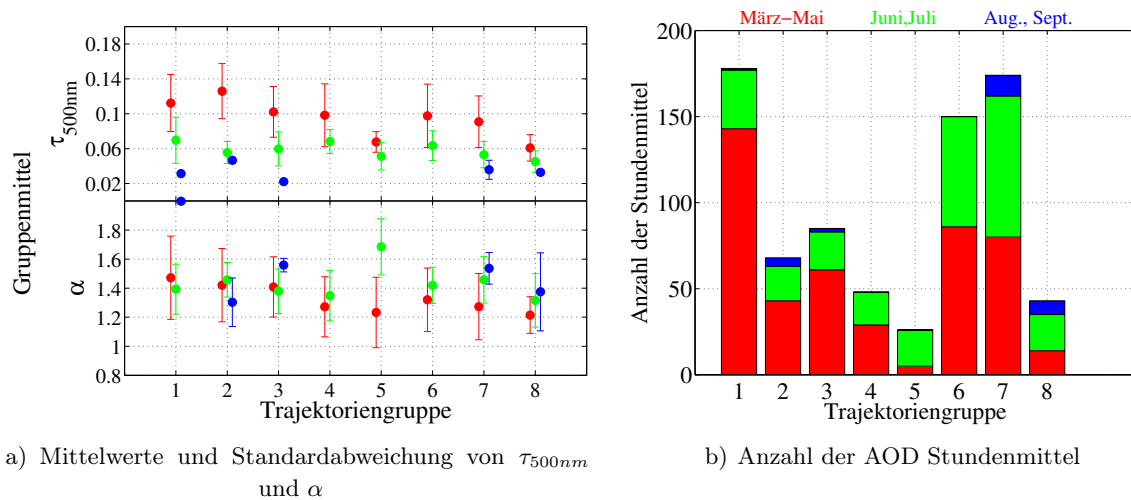 März−Mai Juni,Juli Aug., Sept.
Gruppenmittel
τ500nm
0.18
0.14
0.1
0.06
0.02
α
1.8
1.6
1.4
1.2
1
0.8
1 2 3 4 5 6 7 8
Trajektoriengruppe
Anzahl der Stundenmittel
200
150
100
50
0
1 2 3 4 5 6 7 8
Trajektoriengruppe
a) Mittelwerte und Standardabweichung von τ500nm
und α
b) Anzahl der AOD Stundenmittel